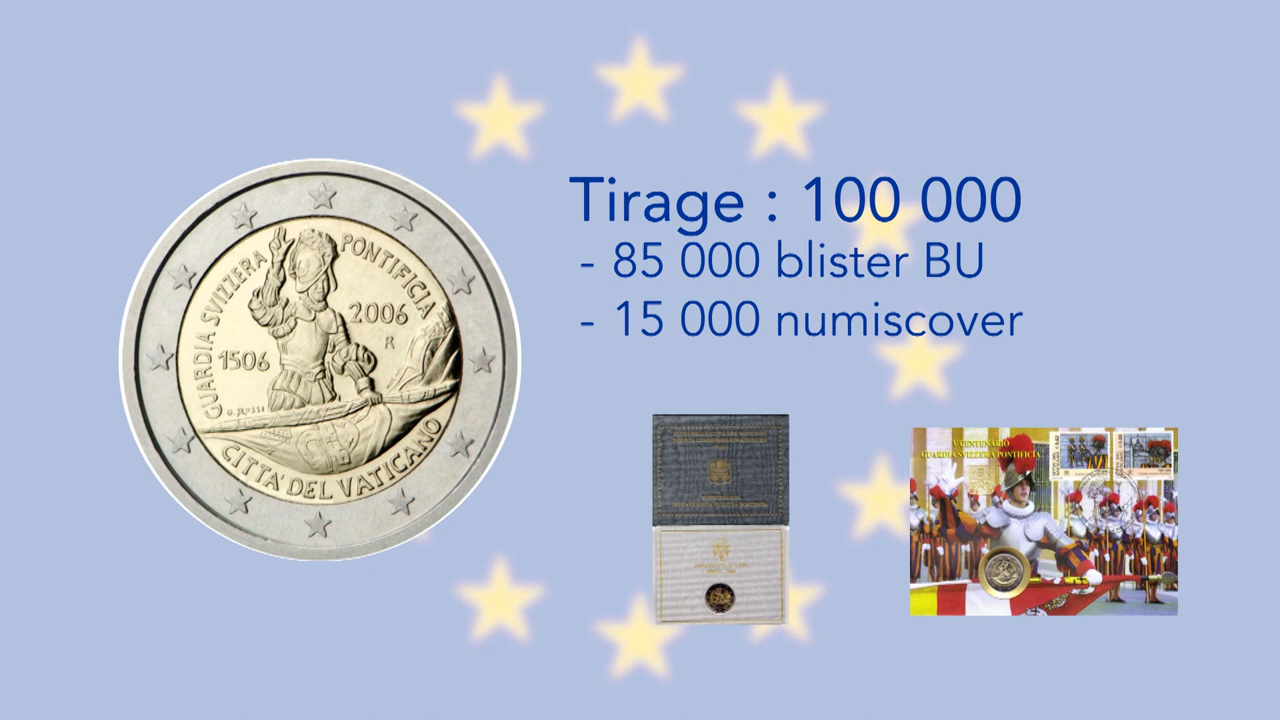 Tirage : 100 000
- 85 000 blister BU
- 15 000 numiscover
GUARDIA SVIZZERA PONTIFICIA
1506
2006
R
CITTA' DEL VATICANO
V CENTENARIO
GUARDIA SVIZZERA PONTIFICIA